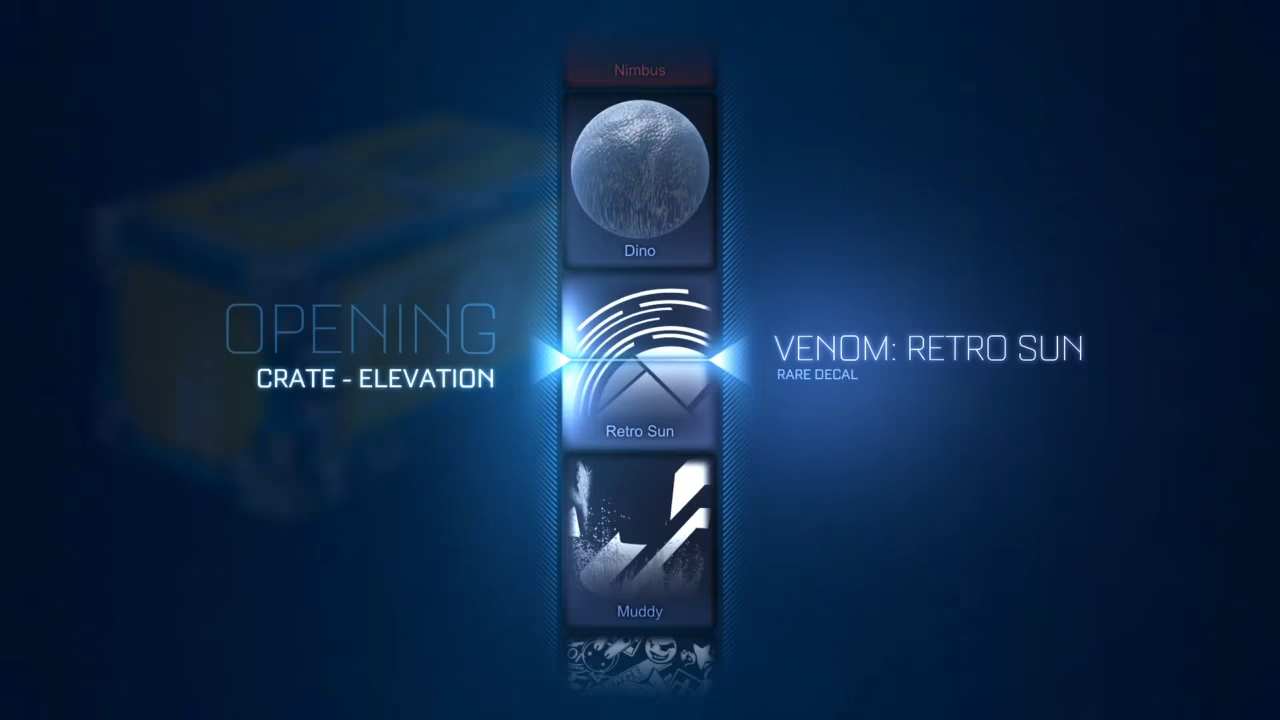 Nimbus
Dino
OPENING
CRATE - ELEVATION
VENOM: RETRO SUN
RARE DECAL
Retro Sun
Muddy